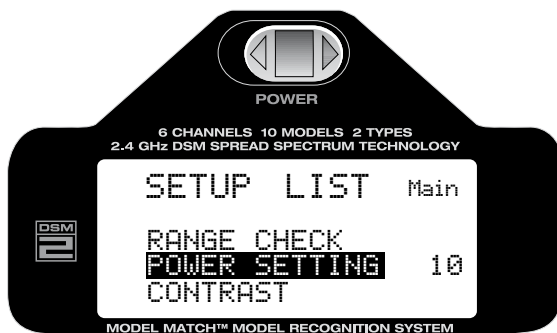 POWER
6 CHANNELS 10 MODELS 2 TYPES
2.4 GHz DSM SPREAD SPECTRUM TECHNOLOGY
SETUP LIST Main
DSM
2
RANGE CHECK
POWER SETTING 10
CONTRAST
MODEL MATCH™ MODEL RECOGNITION SYSTEM